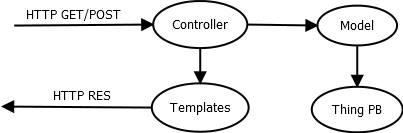 HTTP GET/POST
Controller
Model
HTTP RES
Templates
Thing PB